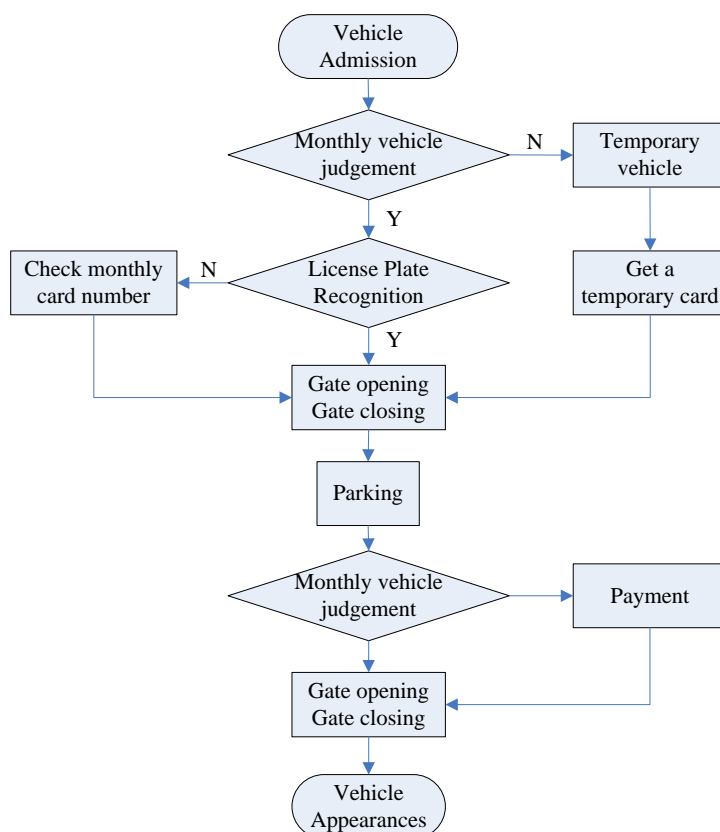 Vehicle
Admission
Monthly vehicle
judgement
N
Temporary
vehicle
Y
Check monthly
card number
N
License Plate
Recognition
Get a
temporary card
Y
Gate opening
Gate closing
Parking
Monthly vehicle
judgement
Payment
Gate opening
Gate closing
Vehicle
Appearances